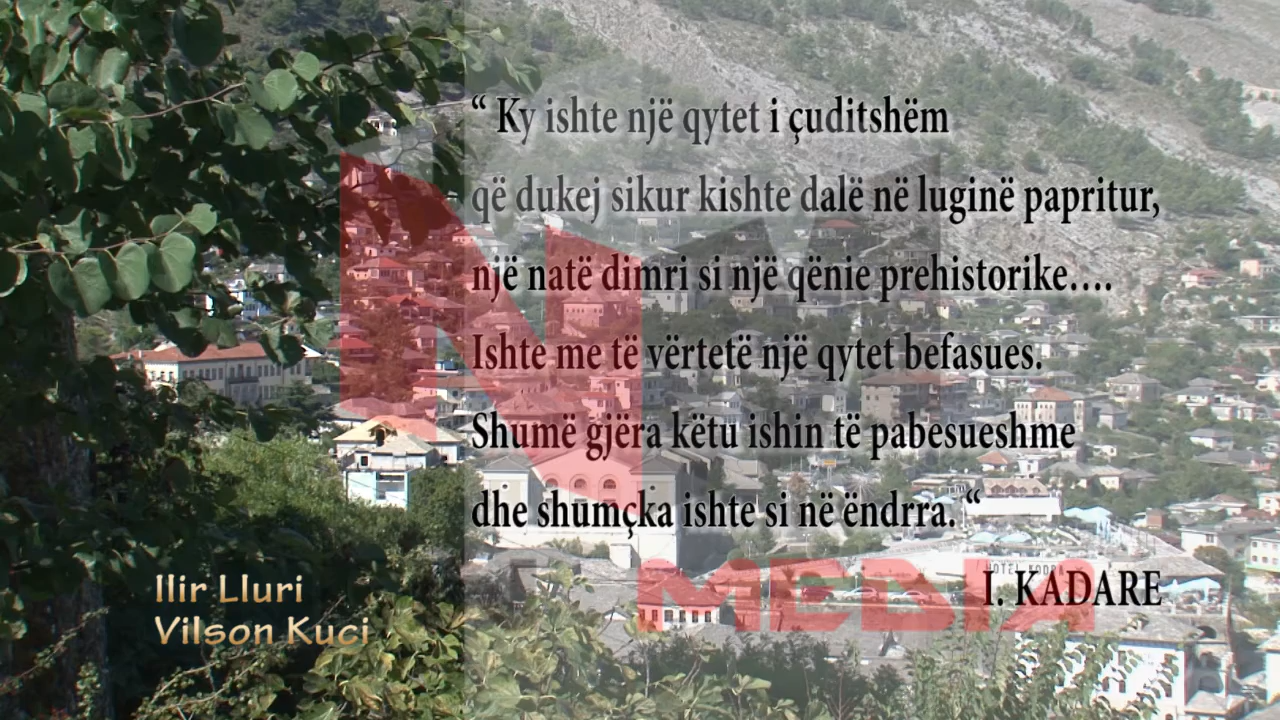 “ Ky ishte një qytet i çuditshëm
që dukej sikur kishte dalë në luginë papritur,
një natë dimri si një qënie prehistorike….
Ishte me të vërtetë një qytet befasues.
Shumë gjëra këtu ishin të pabesueshme
dhe shumçka ishte si në ëndrra. “
I. KADARE
Ilir Lluri
Vilson Kuci
MEDIA
HOTEL KODRA